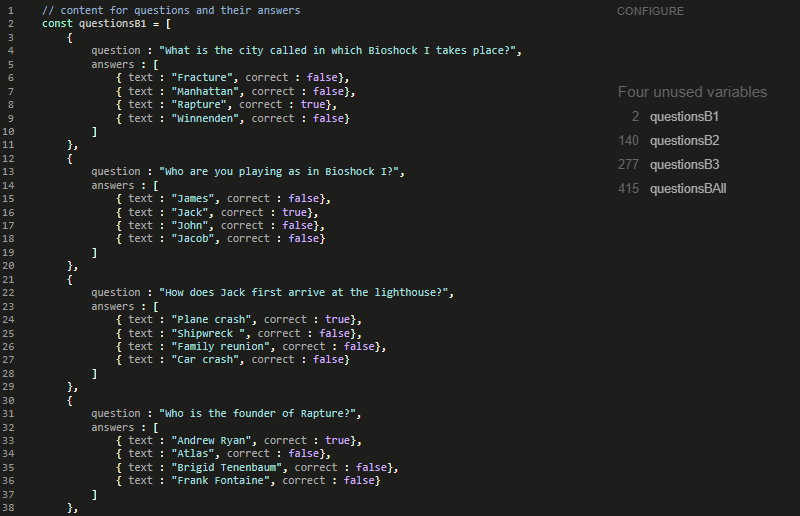 1 // content for questions and their answers
2 const questionsB1 = [
3 {
4 question : "What is the city called in which Bioshock I takes place?",
5 answers : [
6 { text : "Fracture", correct : false},
7 { text : "Manhattan", correct : false},
8 { text : "Rapture", correct : true},
9 { text : "Winnenden", correct : false}
10 ]
11 },
12 {
13 question : "Who are you playing as in Bioshock I?",
14 answers : [
15 { text : "James", correct : false},
16 { text : "Jack", correct : true},
17 { text : "John", correct : false},
18 { text : "Jacob", correct : false}
19 ]
20 },
21 {
22 question : "How does Jack first arrive at the lighthouse?",
23 answers : [
24 { text : "Plane crash", correct : true},
25 { text : "Shipwreck ", correct : false},
26 { text : "Family reunion", correct : false},
27 { text : "Car crash", correct : false}
28 ]
29 },
30 {
31 question : "Who is the founder of Rapture?",
32 answers : [
33 { text : "Andrew Ryan", correct : true},
34 { text : "Atlas", correct : false},
35 { text : "Brigid Tenenbaum", correct : false},
36 { text : "Frank Fontaine", correct : false}
37 ]
38 },
CONFIGURE
Four unused variables
2 questionsB1
140 questionsB2
277 questionsB3
415 questionsBAll